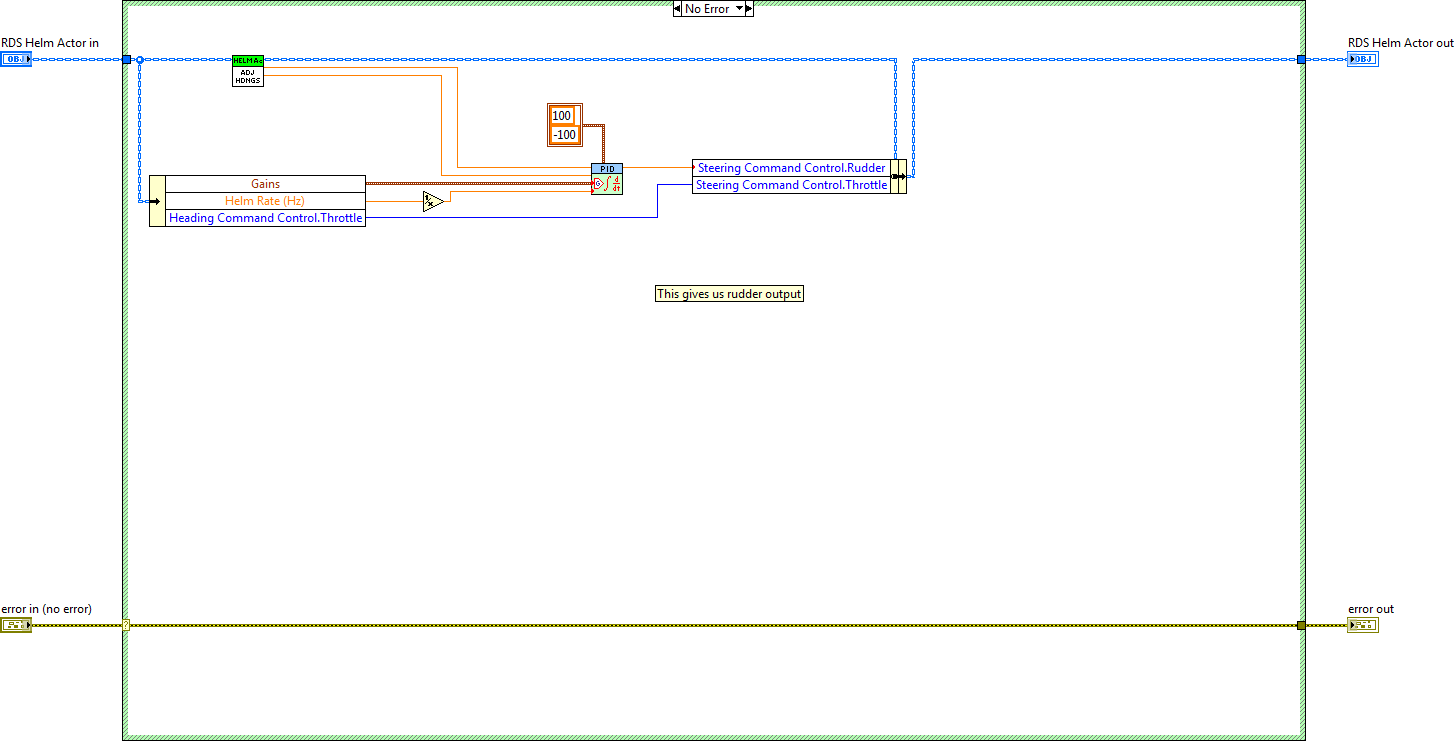 No Error
RDS Helm Actor in
RDS Helm Actor out
OBJ
HELM Ac
ADJ
HDNGS
OBJ
100
-100
PID
Steering Command Control.Rudder
Steering Command Control.Throttle
Gains
Helm Rate (Hz)
Heading Command Control.Throttle
This gives us rudder output
error in (no error)
error out
?